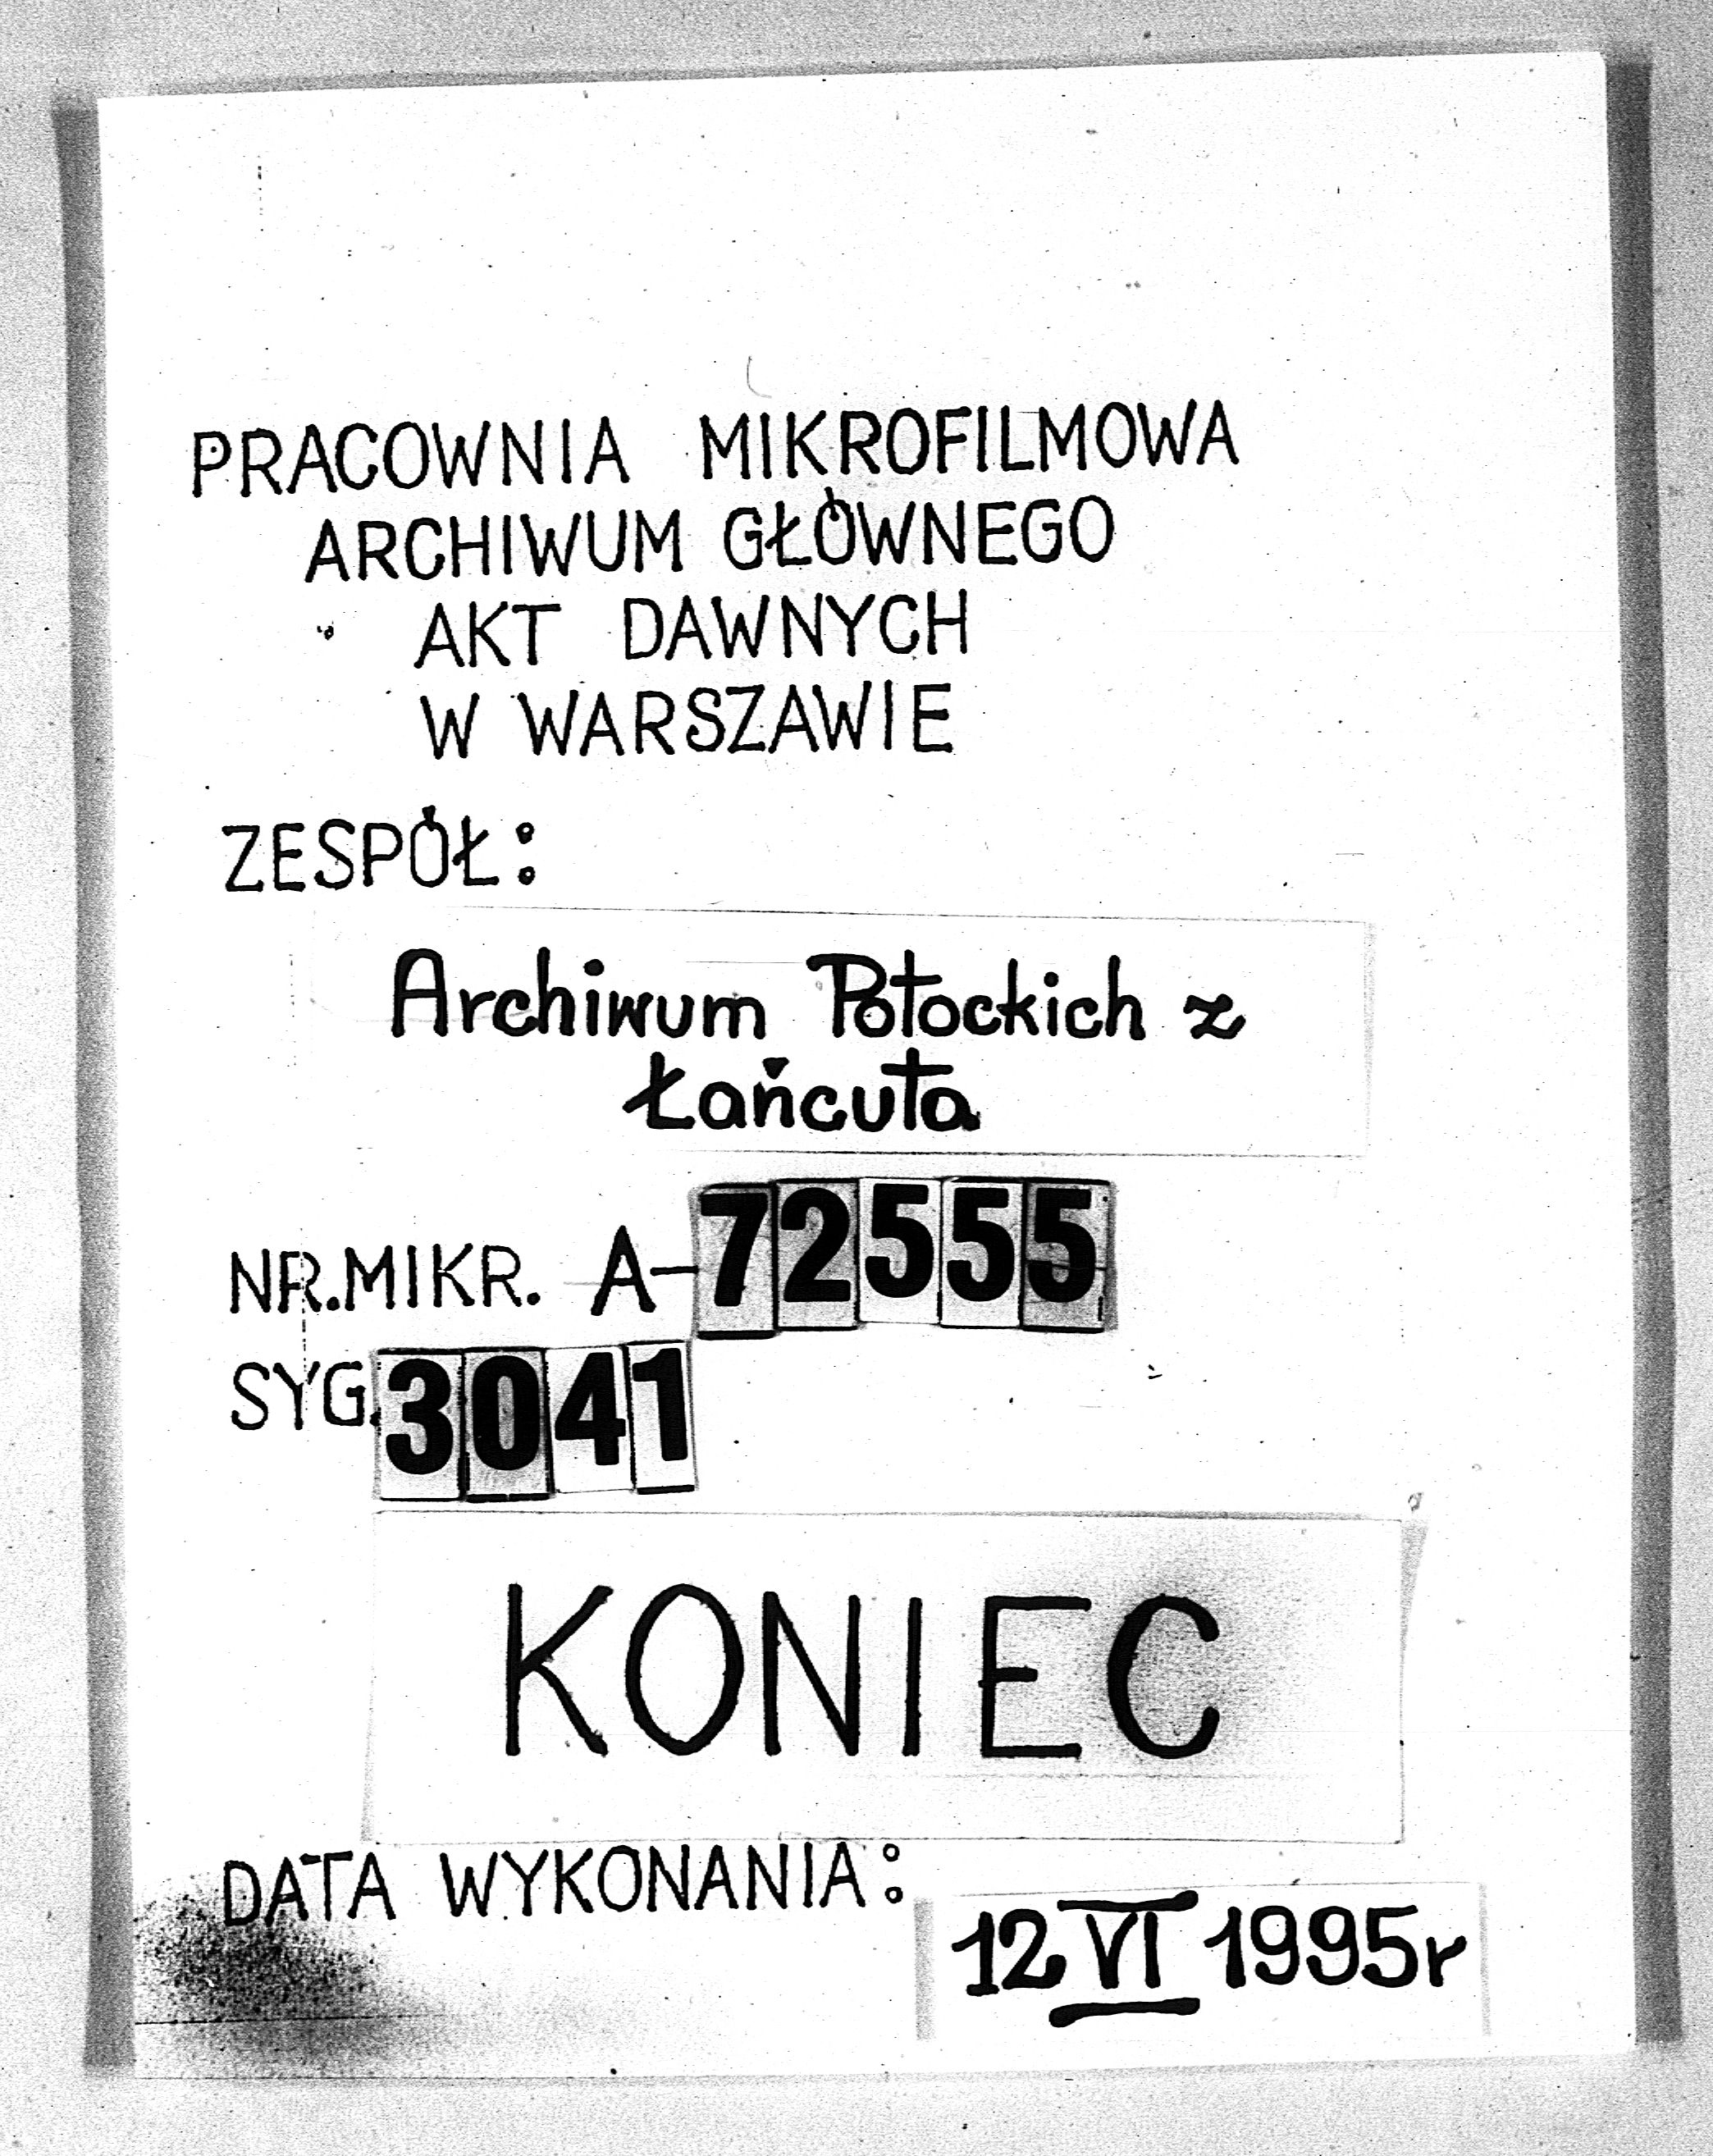 PRACOWNIA MIKROFILMOWA
ARCHIWUM GŁÓWNEGO
AKT DAWNYCH
W WARSZAWIE
ZESPÓŁ:
Archiwum Potockich z
Łańcuta
NR.MIKR. A-72555
SYG.3041
KONIEC
DATA WYKONANIA:
12 VI 1995r